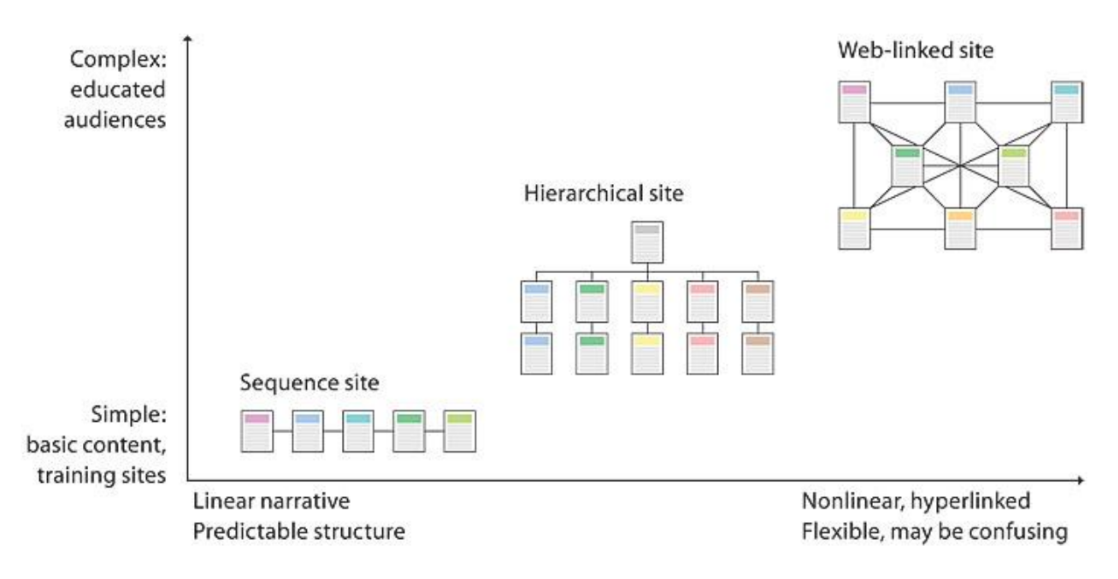 Complex:
educated
audiences
Web-linked site
Hierarchical site
Sequence site
Simple:
basic content,
training sites
Linear narrative
Predictable structure
Nonlinear, hyperlinked
Flexible, may be confusing